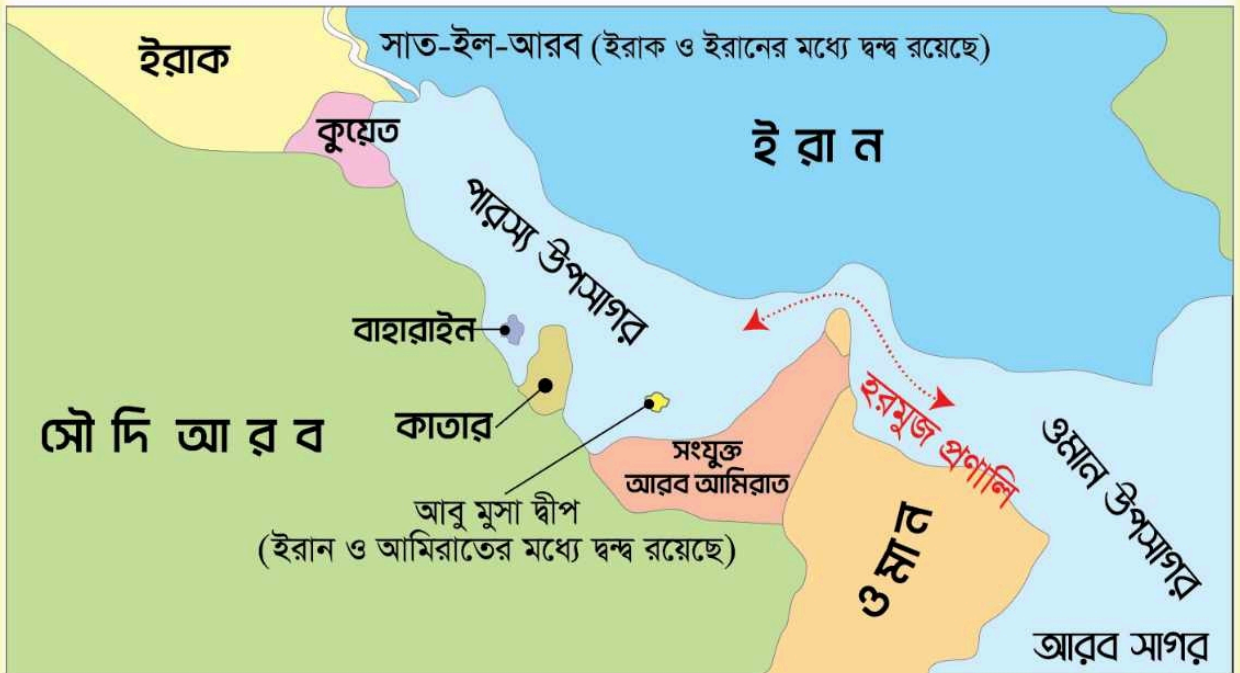 সাত-ইল-আরব (ইরাক ও ইরানের মধ্যে দ্বন্দ্ব রয়েছে)
ইরাক
কুয়েত
ই রা ন
পারস্য উপসাগর
বাহারাইন
কাতার
সৌ দি আ র ব
হরমুজ প্রণালি
ওমান উপসাগর
সংযুক্ত
আরব আমিরাত
আবু মুসা দ্বীপ
(ইরান ও আমিরাতের মধ্যে দ্বন্দ্ব রয়েছে)
ওমান
আরব সাগর